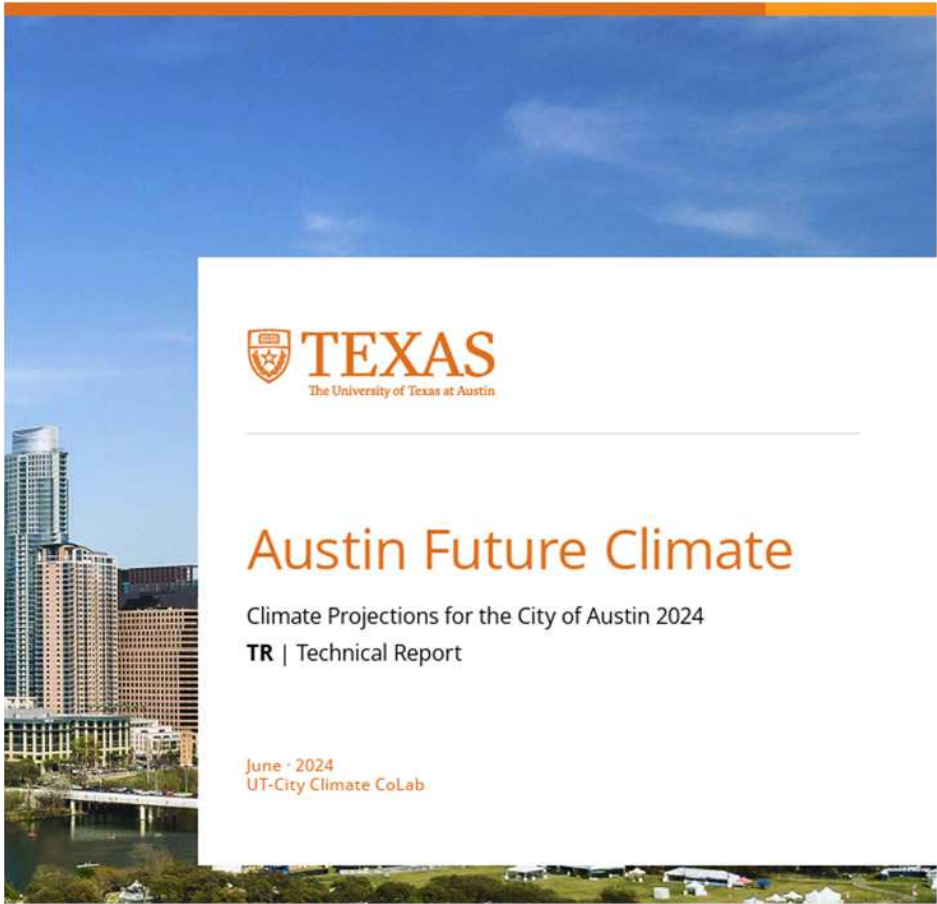 TEXAS
The University of Texas at Austin
Austin Future Climate
Climate Projections for the City of Austin 2024
TR | Technical Report
June · 2024
UT-City Climate CoLab